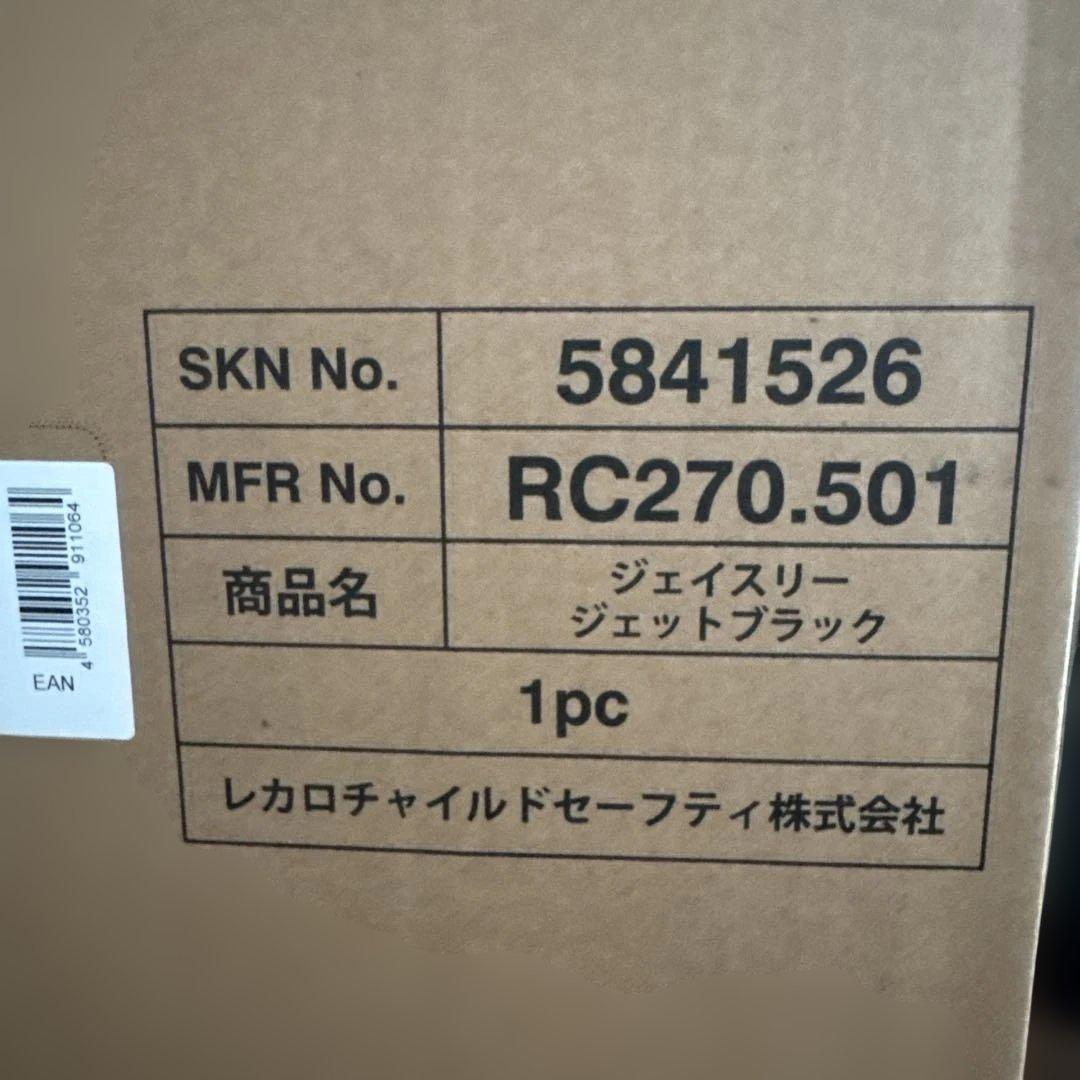 SKN No. 5841526
MFR No. RC270.501
商品名 ジェイスリー
ジェットブラック
1pc
レカロチャイルドセーフティ株式会社
4 580352 911064
EAN